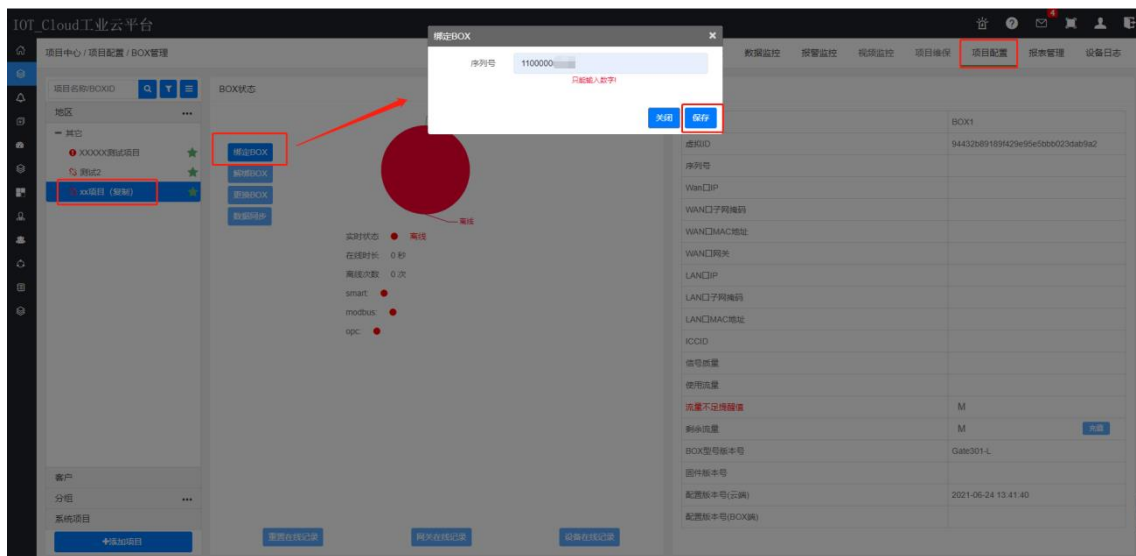 IOT_Cloud工业云平台
4
项目中心 / 项目配置 / BOX管理
数据监控
报警监控
视频监控
项目维保
项目配置
报表管理
设备日志
绑定BOX
×
序列号
1100000
只能输入数字!
关闭
保存
项目名称/BOXID
地区
其它
XXXXX测试项目
测试2
xx项目（复制）
客户
分组
系统项目
+添加项目
BOX状态
绑定BOX
解绑BOX
更换BOX
数据同步
离线
实时状态 离线
在线时长 0 秒
离线次数 0 次
smart:
modbus:
opc:
重置在线记录
网关在线记录
设备在线记录
BOX1
虚拟ID
序列号
Wan口IP
WAN口子网掩码
WAN口MAC地址
WAN口网关
LAN口IP
LAN口子网掩码
LAN口MAC地址
ICCID
信号质量
使用流量
流量不足提醒值 M
剩余流量 M 充值
BOX型号版本号 Gate301-L
固件版本号
配置版本号(云端) 2021-06-24 13:41:40
配置版本号(BOX端)